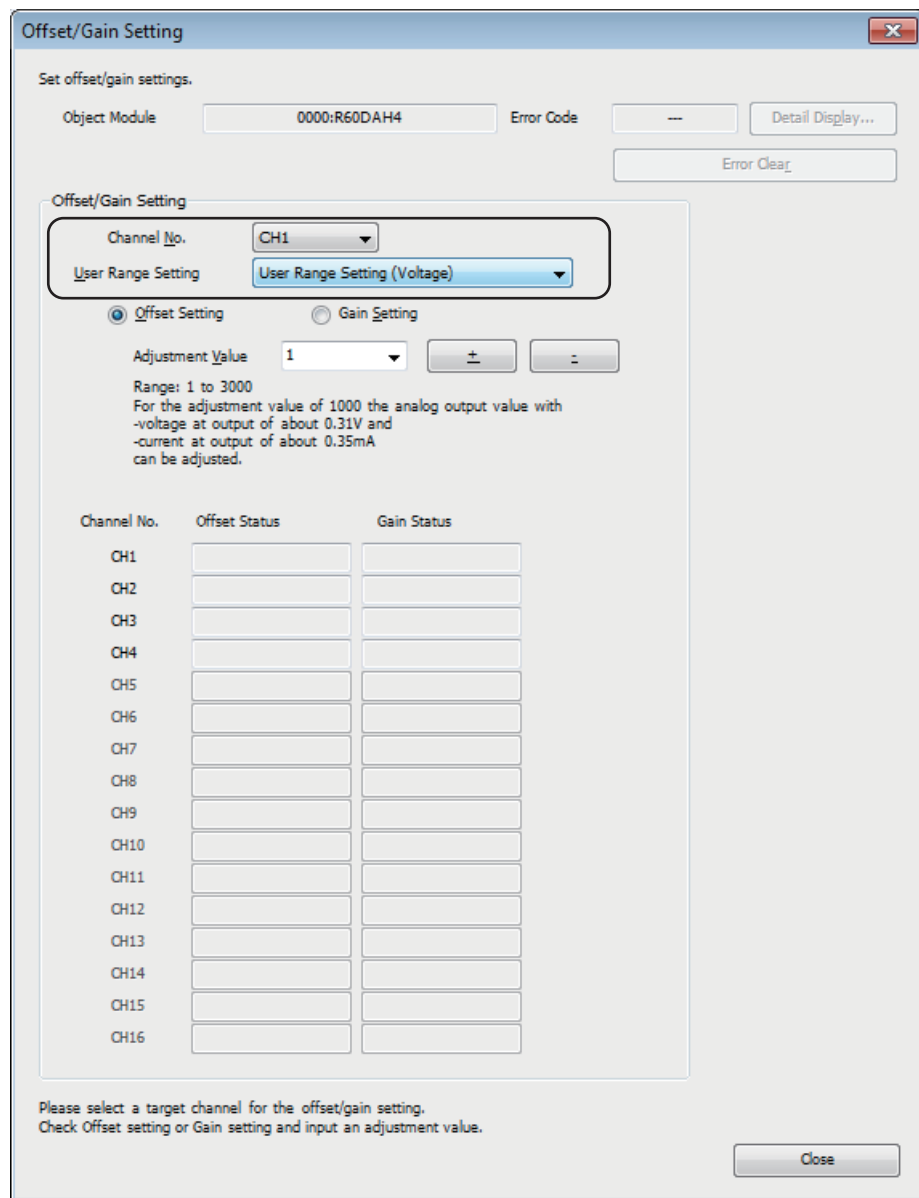 Offset/Gain Setting
Set offset/gain settings.
Object Module 0000:R60DAH4 Error Code --- Detail Display...
Error Clear
Offset/Gain Setting
Channel No. CH1
User Range Setting User Range Setting (Voltage)
Offset Setting Gain Setting
Adjustment Value 1 + -
Range: 1 to 3000
For the adjustment value of 1000 the analog output value with
-voltage at output of about 0.31V and
-current at output of about 0.35mA
can be adjusted.
Channel No. Offset Status Gain Status
CH1
CH2
CH3
CH4
CH5
CH6
CH7
CH8
CH9
CH10
CH11
CH12
CH13
CH14
CH15
CH16
Please select a target channel for the offset/gain setting.
Check Offset setting or Gain setting and input an adjustment value.
Close